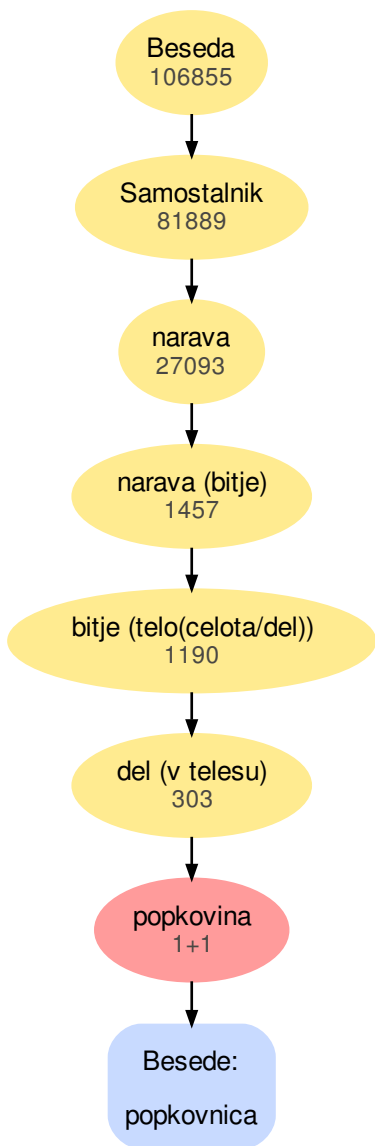 Beseda
106855
Samostalnik
81889
narava
27093
narava (bitje)
1457
bitje (telo(celota/del))
1190
del (v telesu)
303
popkovina
1+1
Besede:
popkovnica